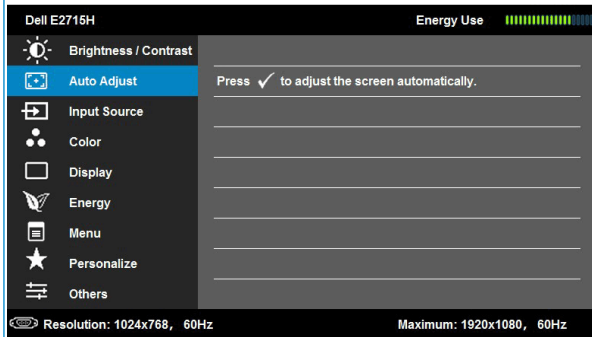 Dell E2715H Energy Use
Brightness / Contrast
Auto Adjust Press ✓ to adjust the screen automatically.
Input Source
Color
Display
Energy
Menu
Personalize
Others
Resolution: 1024x768, 60Hz Maximum: 1920x1080, 60Hz